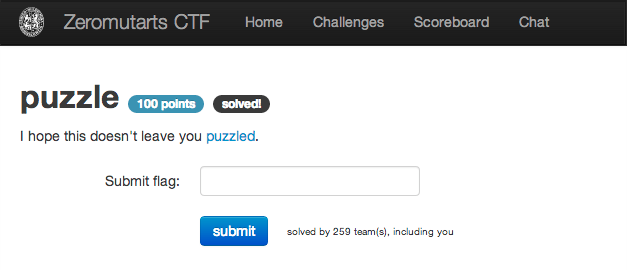 Zeromutarts CTF Home Challenges Scoreboard Chat
puzzle 100 points solved!
I hope this doesn't leave you puzzled.
Submit flag:
submit solved by 259 team(s), including you